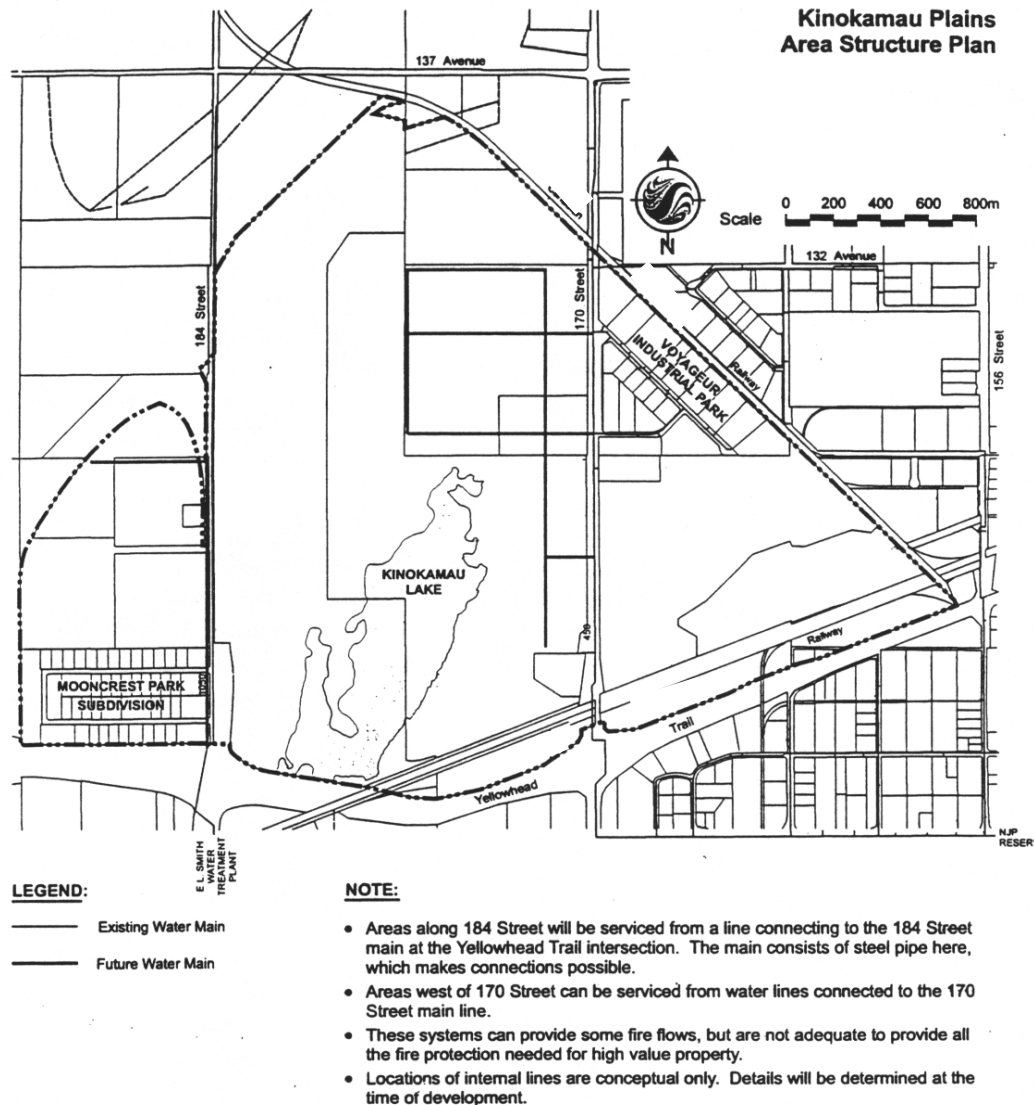 Kinokamau Plains
Area Structure Plan
137 Avenue
N
Scale
0 200 400 600 800m
132 Avenue
184 Street
170 Street
156 Street
VOYAGEUR
INDUSTRIAL PARK
Railway
KINOKAMAU
LAKE
450
Railway
MOONCREST PARK
SUBDIVISION
1050
Trail
Yellowhead
E L. SMITH
WATER
TREATMENT
PLANT
NJP
RESER
LEGEND:
Existing Water Main
Future Water Main
NOTE:
• Areas along 184 Street will be serviced from a line connecting to the 184 Street
main at the Yellowhead Trail intersection. The main consists of steel pipe here,
which makes connections possible.
• Areas west of 170 Street can be serviced from water lines connected to the 170
Street main line.
• These systems can provide some fire flows, but are not adequate to provide all
the fire protection needed for high value property.
• Locations of internal lines are conceptual only. Details will be determined at the
time of development.